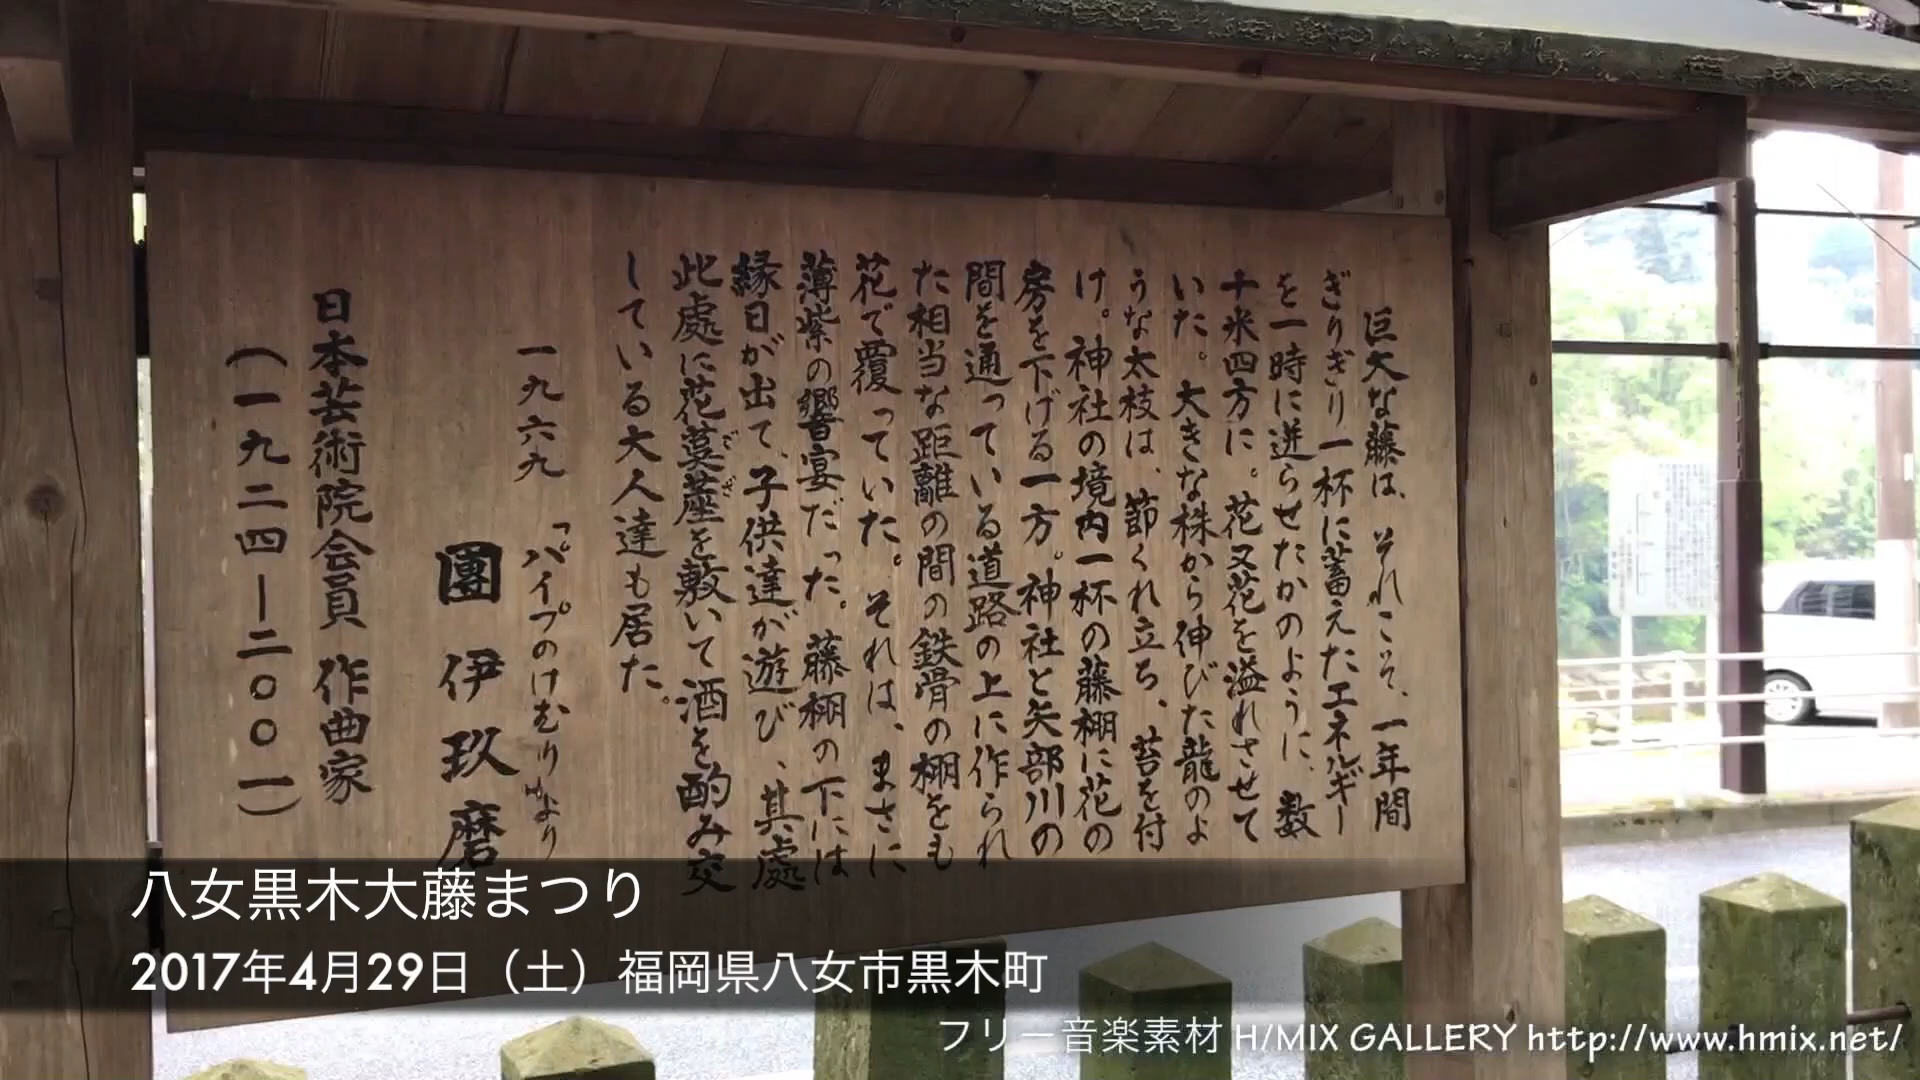 巨大な藤は、それこそ、一年間
ぎりぎり一杯に蓄えたエネルギー
を一時に迸らせたかのように、数
十米四方に。花又花を溢れさせて
いた。大きな株から伸びた龍のよ
うな太枝は、節くれ立ち、苔を付
け。神社の境内一杯の藤棚に花の
房を下げる一方。神社と矢部川の
間を通っている道路の上に作られ
た相当な距離の間の鉄骨の棚をも
花で覆っていた。それは、まさに
薄紫の響宴だった。藤棚の下には
縁日が出て、子供達が遊び、其處
此處に花茣蓙を敷いて酒を酌み交
ござ
している大人達も居た。
一九六九 「パイプのけむり」より
團伊玖磨
日本芸術院会員 作曲家
(一九二四ー二〇〇一)
八女黒木大藤まつり
2017年4月29日（土）福岡県八女市黒木町
フリー音楽素材 H/MIX GALLERY http://www.hmix.net/